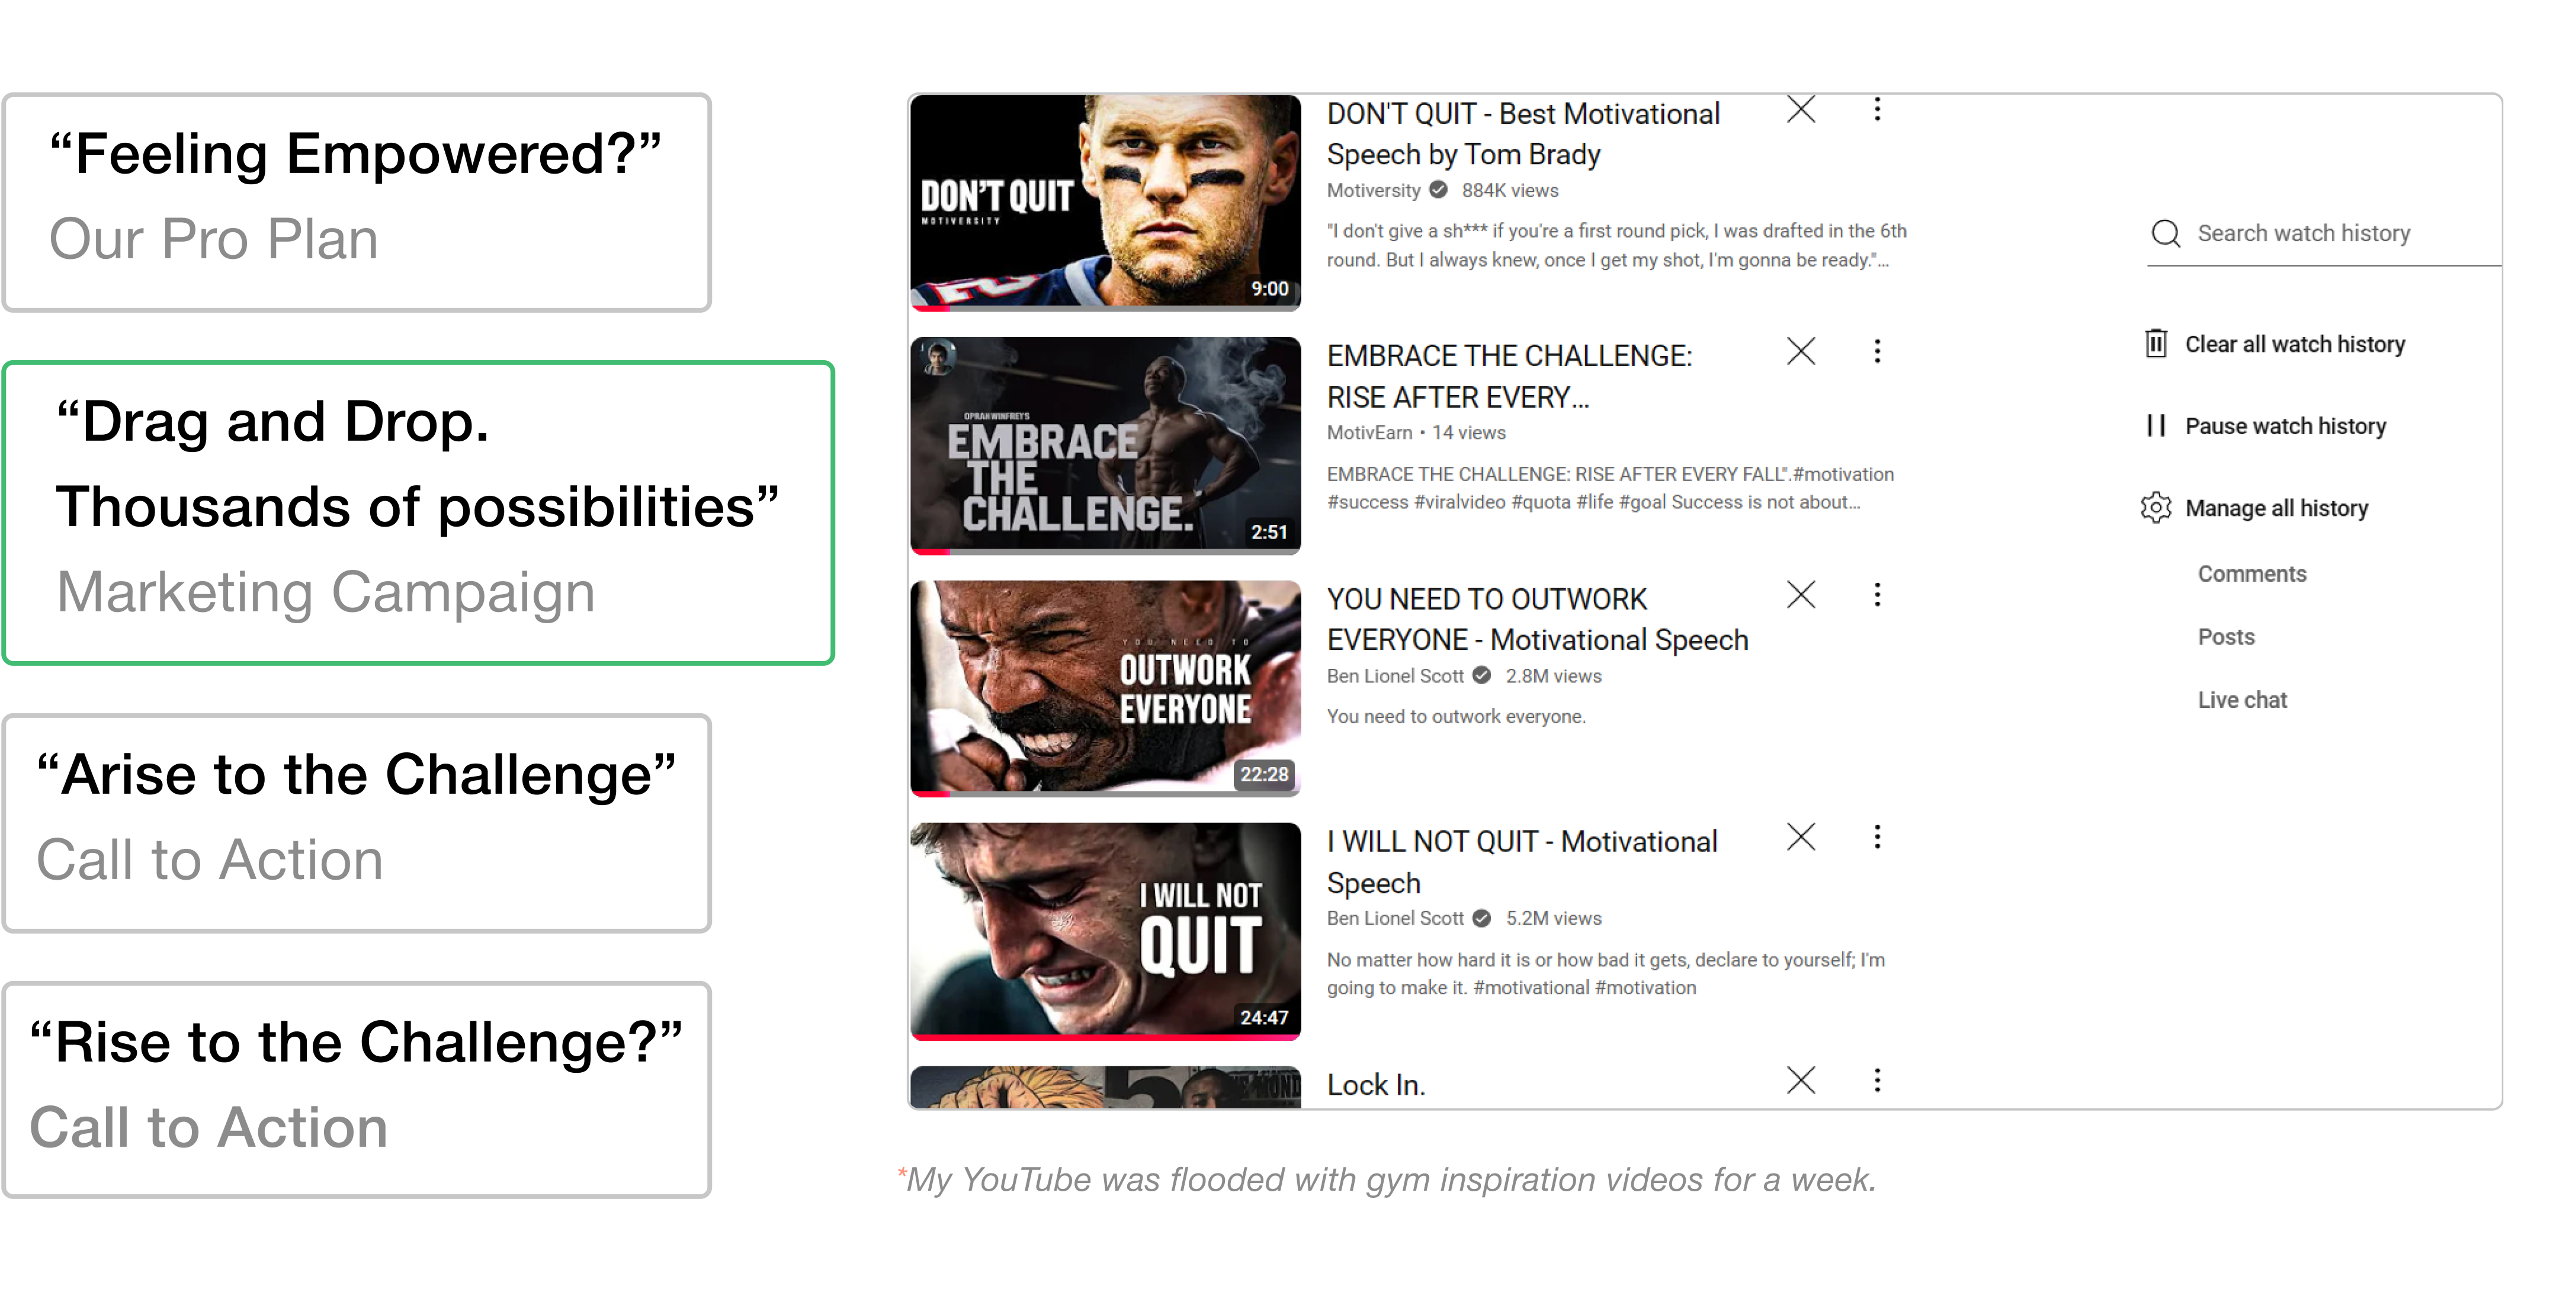 “Feeling Empowered?”
Our Pro Plan
“Drag and Drop.
Thousands of possibilities”
Marketing Campaign
“Arise to the Challenge”
Call to Action
“Rise to the Challenge?”
Call to Action
DON'T QUIT
MOTIVERSITY
9:00
DON'T QUIT - Best Motivational
Speech by Tom Brady
Motiversity 884K views
"I don't give a sh*** if you're a first round pick, I was drafted in the 6th
round. But I always knew, once I get my shot, I'm gonna be ready."...
OPRAH WINFREY'S
EMBRACE
THE
CHALLENGE.
2:51
EMBRACE THE CHALLENGE:
RISE AFTER EVERY...
MotivEarn • 14 views
EMBRACE THE CHALLENGE: RISE AFTER EVERY FALL".#motivation
#success #viralvideo #quota #life #goal Success is not about...
YOU NEED TO
OUTWORK
EVERYONE
22:28
YOU NEED TO OUTWORK
EVERYONE - Motivational Speech
Ben Lionel Scott 2.8M views
You need to outwork everyone.
I WILL NOT
QUIT
24:47
I WILL NOT QUIT - Motivational
Speech
Ben Lionel Scott 5.2M views
No matter how hard it is or how bad it gets, declare to yourself; I'm
going to make it. #motivational #motivation
Lock In.
Search watch history
Clear all watch history
Pause watch history
Manage all history
Comments
Posts
Live chat
*My YouTube was flooded with gym inspiration videos for a week.